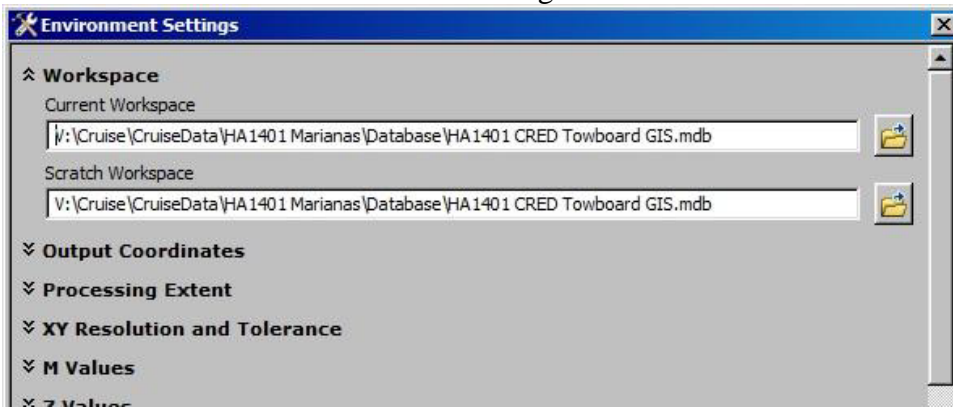 Environment Settings
Workspace
Current Workspace
V:\Cruise\CruiseData\HA1401 Marianas\Database\HA1401 CRED Towboard GIS.mdb
Scratch Workspace
V:\Cruise\CruiseData\HA1401 Marianas\Database\HA1401 CRED Towboard GIS.mdb
Output Coordinates
Processing Extent
XY Resolution and Tolerance
M Values
Z Values